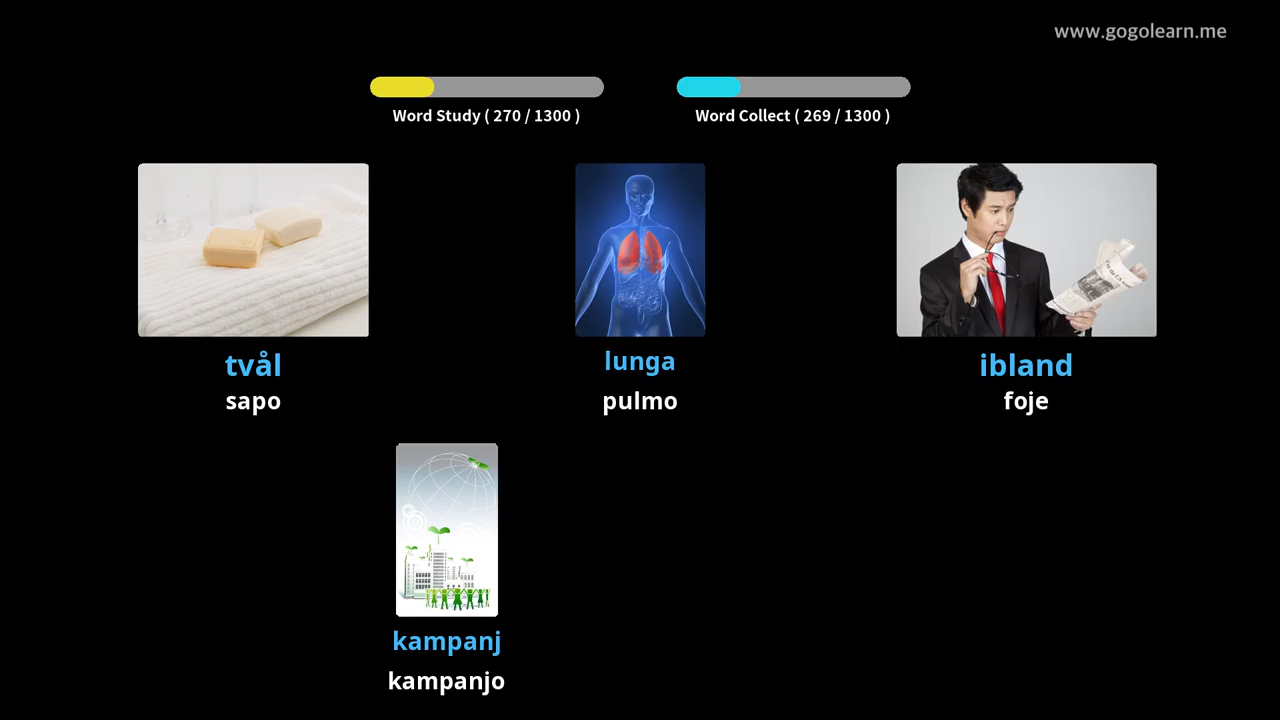 www.gogolearn.me
Word Study ( 270 / 1300 )
Word Collect ( 269 / 1300 )
tvål
sapo
lunga
pulmo
ibland
foje
kampanj
kampanjo